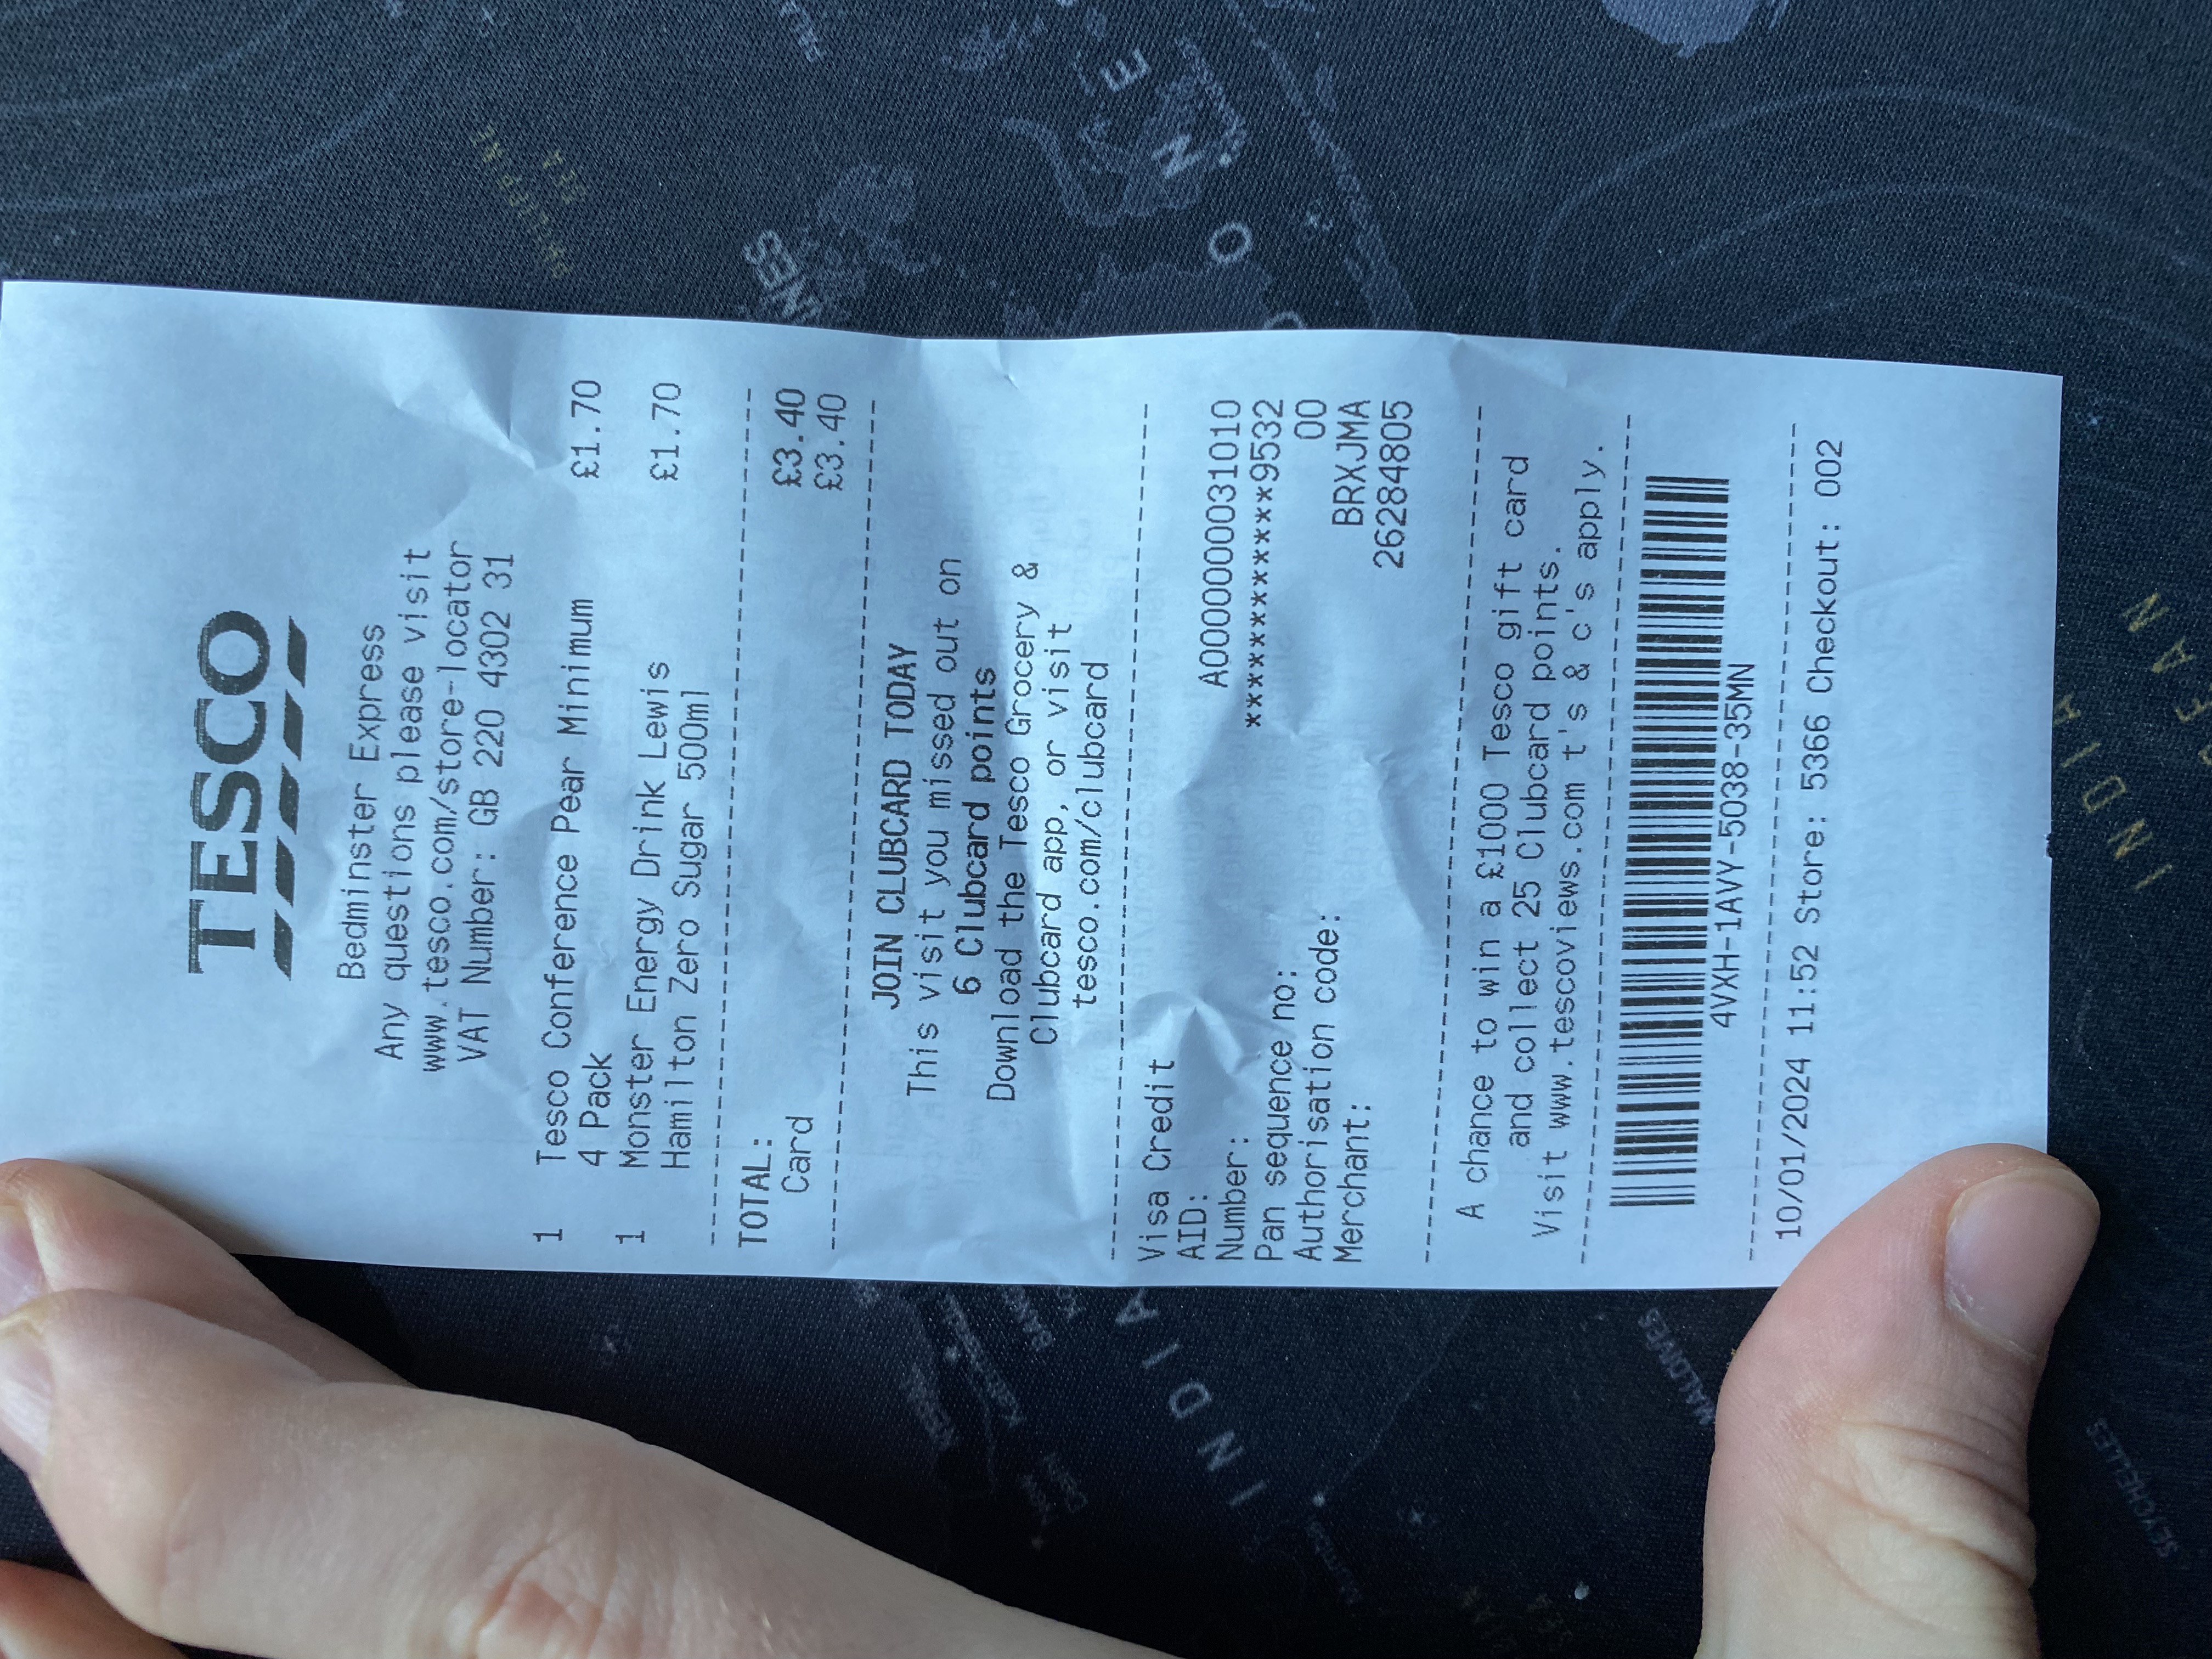 TESCO
Bedminster Express
Any questions please visit
www.tesco.com/store-locator
VAT Number: GB 220 4302 31
1 Tesco Conference Pear Minimum £1.70
4 Pack
1 Monster Energy Drink Lewis £1.70
Hamilton Zero Sugar 500ml
TOTAL: £3.40
Card £3.40
JOIN CLUBCARD TODAY
This visit you missed out on
6 Clubcard points
Download the Tesco Grocery &
Clubcard app, or visit
tesco.com/clubcard
Visa Credit
AID: A0000000031010
Number: ************9532
Pan sequence no: 00
Authorisation code: BRXJMA
Merchant: 26284805
A chance to win a £1000 Tesco gift card
and collect 25 Clubcard points.
Visit www.tescoviews.com t's & c's apply.
4VXH-1AVY-5038-35MN
10/01/2024 11:52 Store: 5366 Checkout: 002
PHILIPPINE
SEA
INDIA
MALDIVES
SEYCHELLES